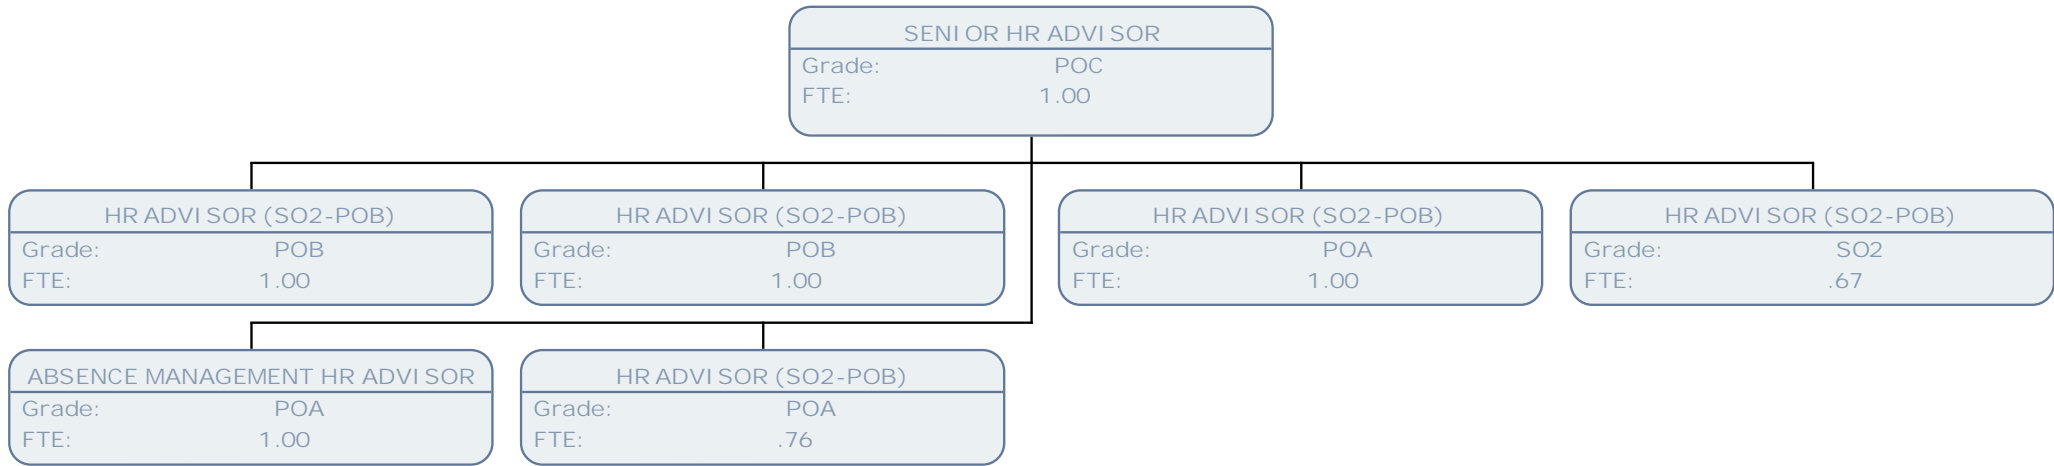 SENIOR HR ADVISOR
Grade: POC
FTE: 1.00
HR ADVISOR (SO2-POB)
Grade: POB
FTE: 1.00
HR ADVISOR (SO2-POB)
Grade: POB
FTE: 1.00
HR ADVISOR (SO2-POB)
Grade: POA
FTE: 1.00
HR ADVISOR (SO2-POB)
Grade: SO2
FTE: .67
ABSENCE MANAGEMENT HR ADVISOR
Grade: POA
FTE: 1.00
HR ADVISOR (SO2-POB)
Grade: POA
FTE: .76